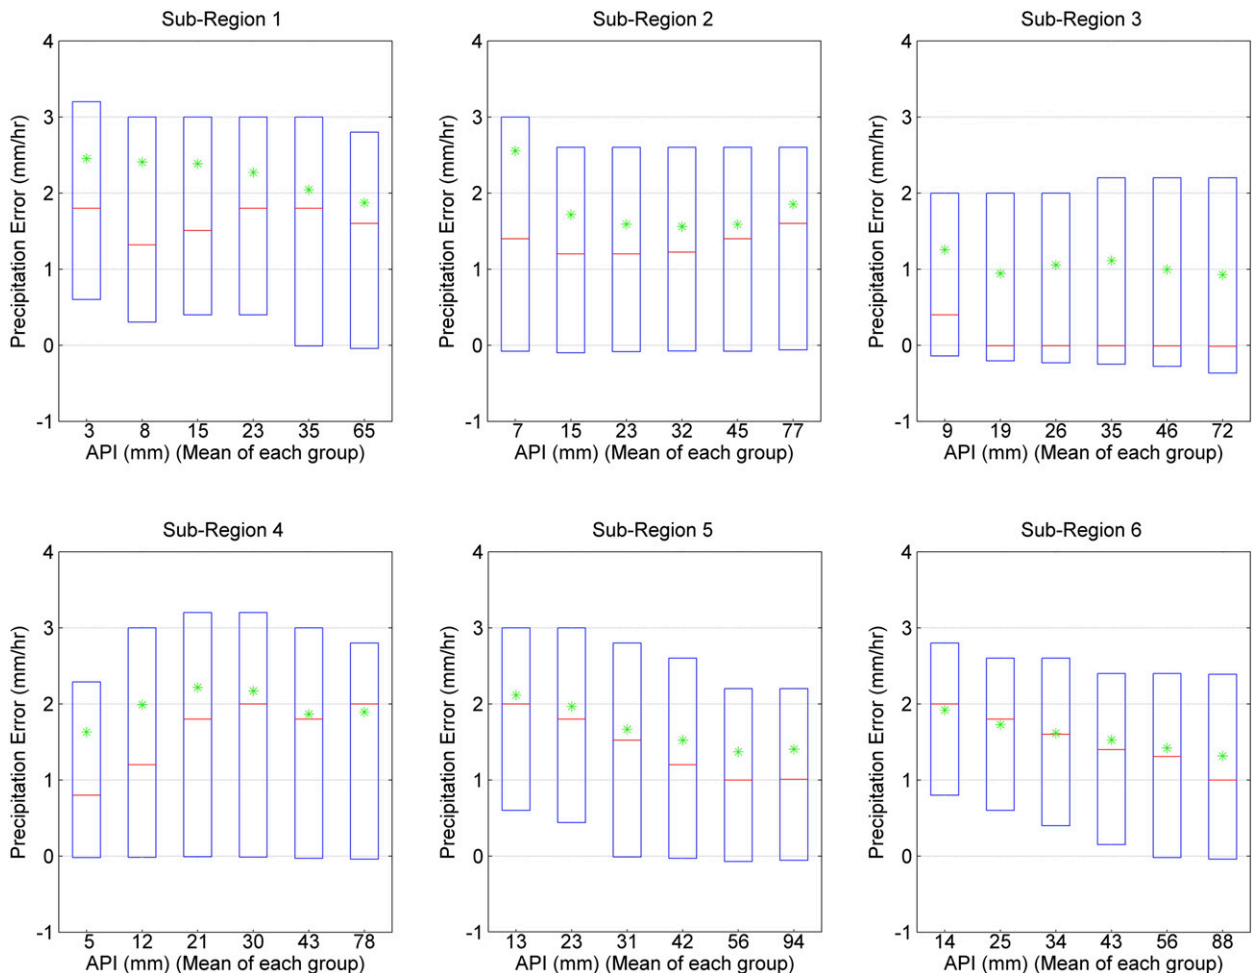 Sub-Region 1
Precipitation Error (mm/hr)
4
3
2
1
0
-1
3 8 15 23 35 65
API (mm) (Mean of each group)
Sub-Region 2
Precipitation Error (mm/hr)
4
3
2
1
0
-1
7 15 23 32 45 77
API (mm) (Mean of each group)
Sub-Region 3
Precipitation Error (mm/hr)
4
3
2
1
0
-1
9 19 26 35 46 72
API (mm) (Mean of each group)
Sub-Region 4
Precipitation Error (mm/hr)
4
3
2
1
0
-1
5 12 21 30 43 78
API (mm) (Mean of each group)
Sub-Region 5
Precipitation Error (mm/hr)
4
3
2
1
0
-1
13 23 31 42 56 94
API (mm) (Mean of each group)
Sub-Region 6
Precipitation Error (mm/hr)
4
3
2
1
0
-1
14 25 34 43 56 88
API (mm) (Mean of each group)